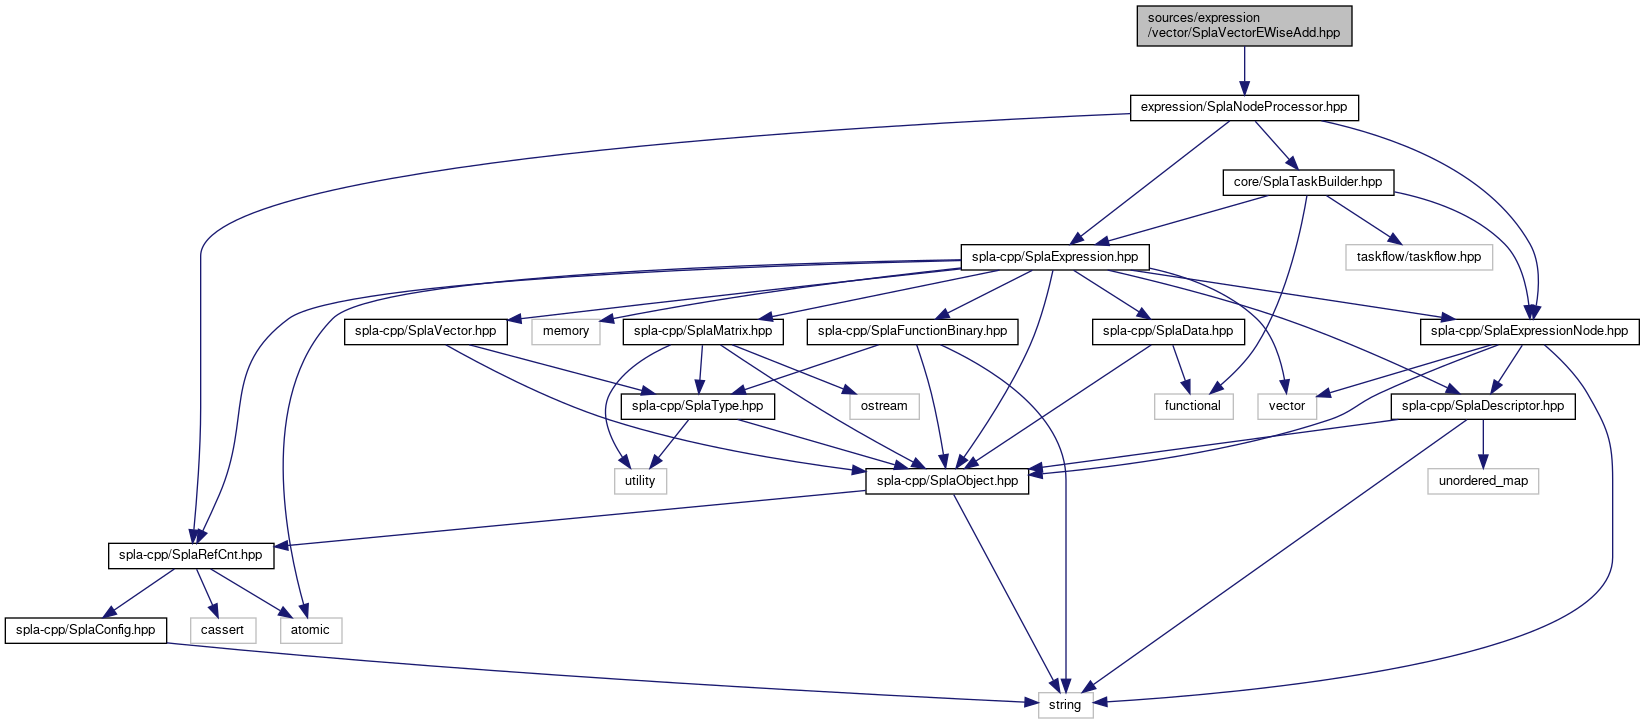 sources/expression
/vector/SplaVectorEWiseAdd.hpp
expression/SplaNodeProcessor.hpp
core/SplaTaskBuilder.hpp
spla-cpp/SplaExpression.hpp
taskflow/taskflow.hpp
spla-cpp/SplaVector.hpp
memory
spla-cpp/SplaMatrix.hpp
spla-cpp/SplaFunctionBinary.hpp
spla-cpp/SplaData.hpp
spla-cpp/SplaExpressionNode.hpp
spla-cpp/SplaType.hpp
ostream
functional
vector
spla-cpp/SplaDescriptor.hpp
utility
spla-cpp/SplaObject.hpp
unordered_map
spla-cpp/SplaRefCnt.hpp
spla-cpp/SplaConfig.hpp
cassert
atomic
string